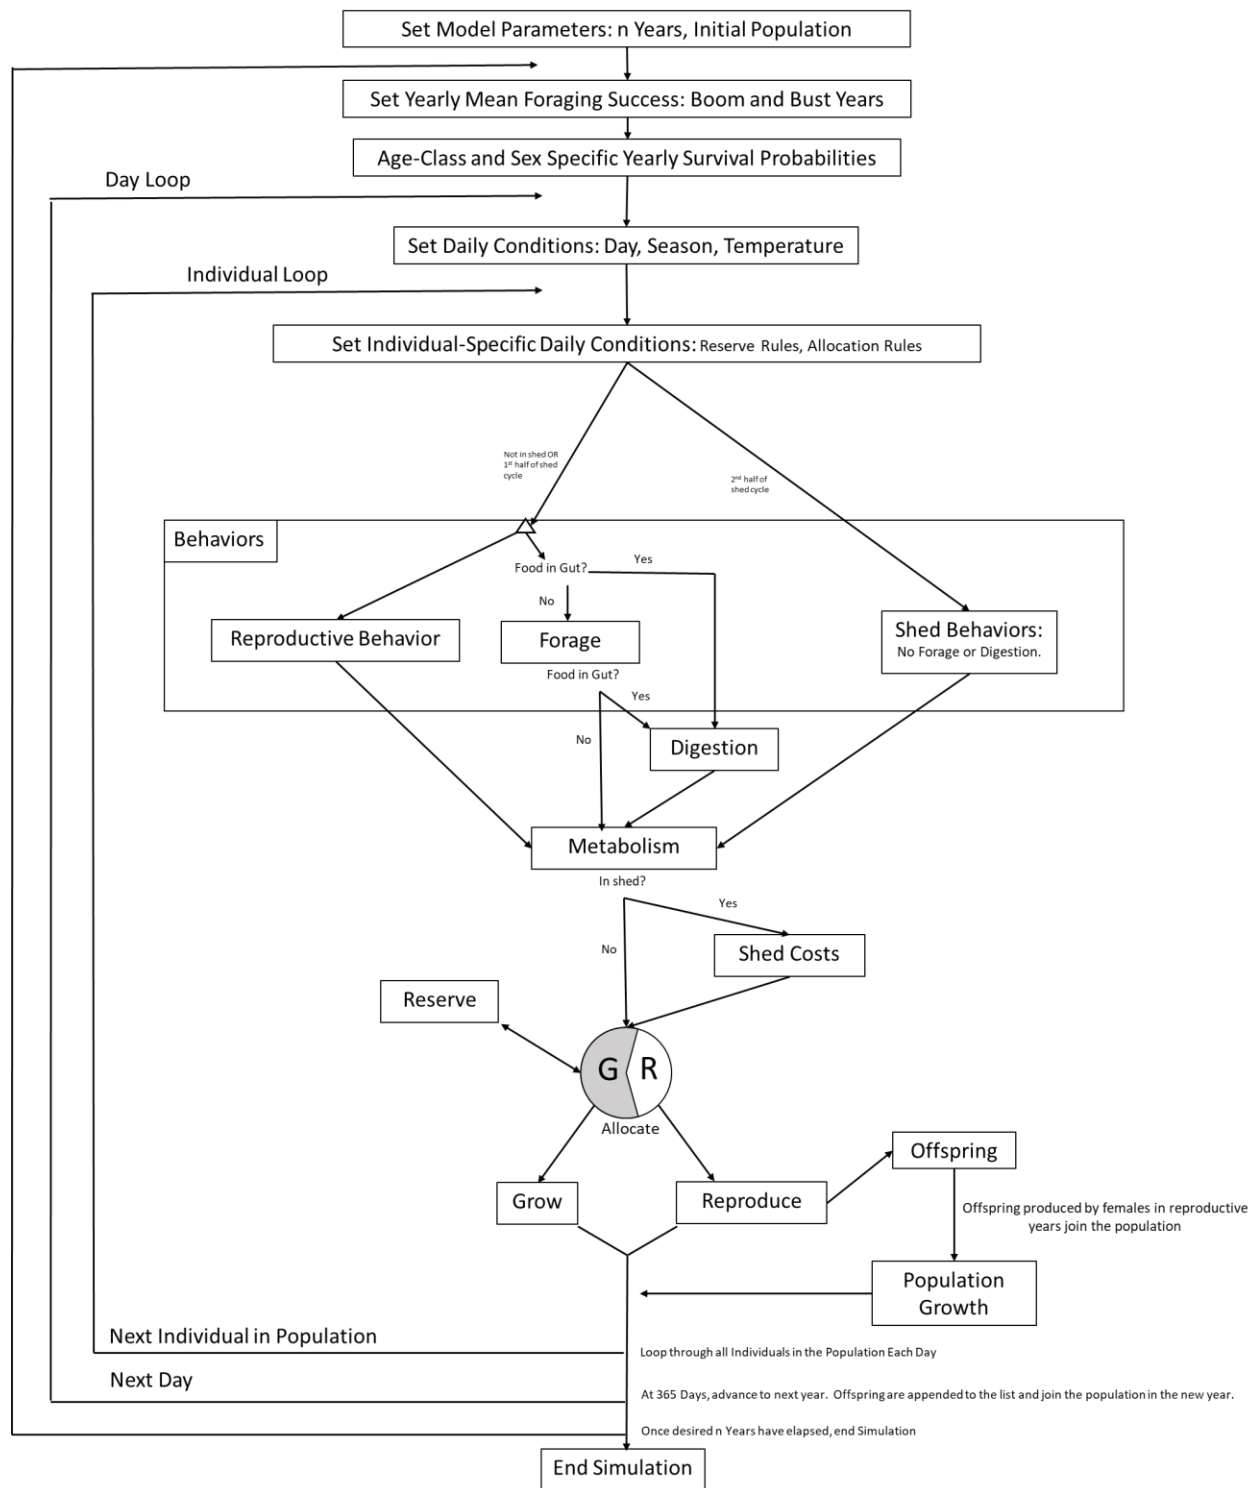 Set Model Parameters: n Years, Initial Population
Set Yearly Mean Foraging Success: Boom and Bust Years
Age-Class and Sex Specific Yearly Survival Probabilities
Day Loop
Set Daily Conditions: Day, Season, Temperature
Individual Loop
Set Individual-Specific Daily Conditions: Reserve Rules, Allocation Rules
Not in shed OR
1st half of shed
cycle
2nd half of
shed cycle
Behaviors
Food in Gut?
Yes
No
Reproductive Behavior
Forage
Shed Behaviors:
No Forage or Digestion.
Food in Gut?
Yes
No
Digestion
Metabolism
In shed?
Yes
No
Shed Costs
Reserve
G R
Allocate
Offspring
Grow
Reproduce
Offspring produced by females in reproductive
years join the population
Population
Growth
Next Individual in Population
Loop through all Individuals in the Population Each Day
Next Day
At 365 Days, advance to next year. Offspring are appended to the list and join the population in the new year.
Once desired n Years have elapsed, end Simulation
End Simulation